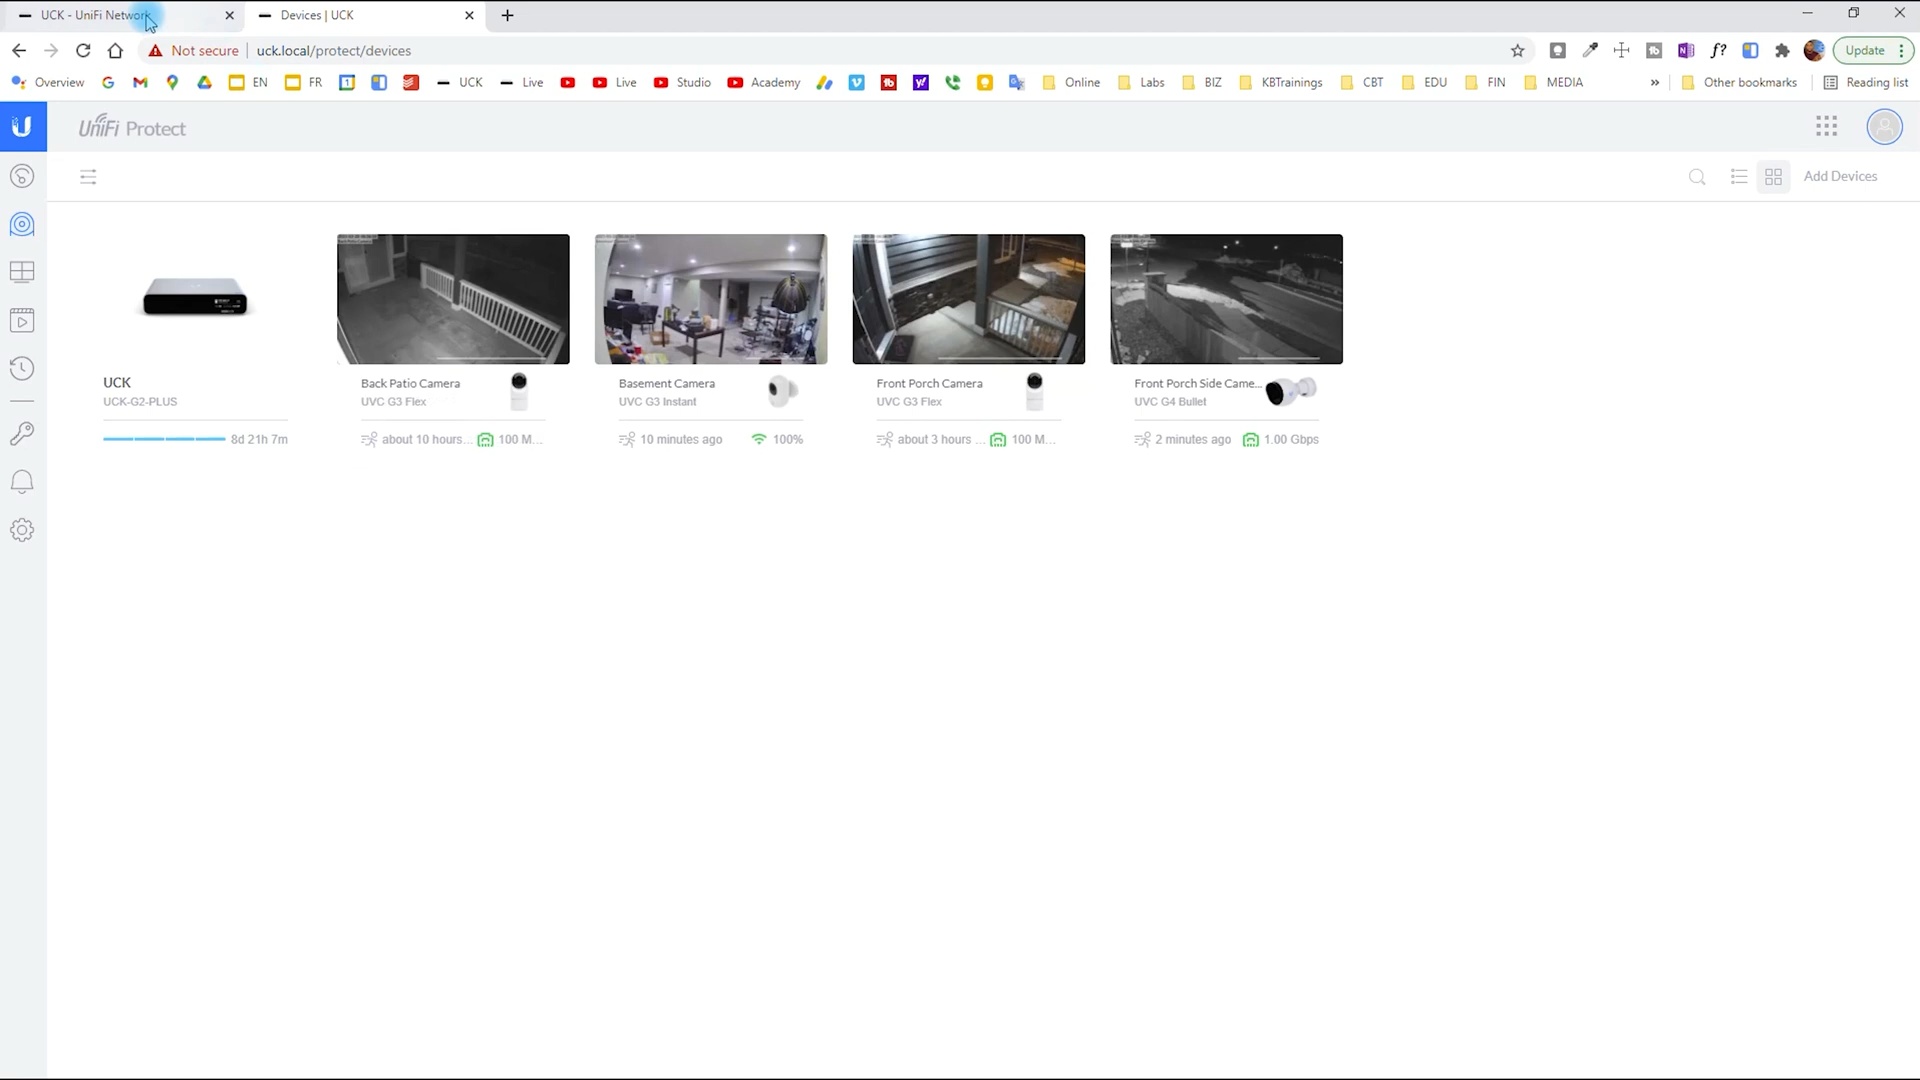 UCK - UniFi Network
Devices | UCK
Not secure
uck.local/protect/devices
Update
Overview
EN
FR
UCK
Live
Live
Studio
Academy
Online
Labs
BIZ
KBTrainings
CBT
EDU
FIN
MEDIA
»
Other bookmarks
Reading list
UniFi Protect
Add Devices
UCK
UCK-G2-PLUS
8d 21h 7m
Back Patio Camera
UVC G3 Flex
about 10 hours... 100 M...
Basement Camera
UVC G3 Instant
10 minutes ago 100%
Front Porch Camera
UVC G3 Flex
about 3 hours ... 100 M...
Front Porch Side Came...
UVC G4 Bullet
2 minutes ago 1.00 Gbps